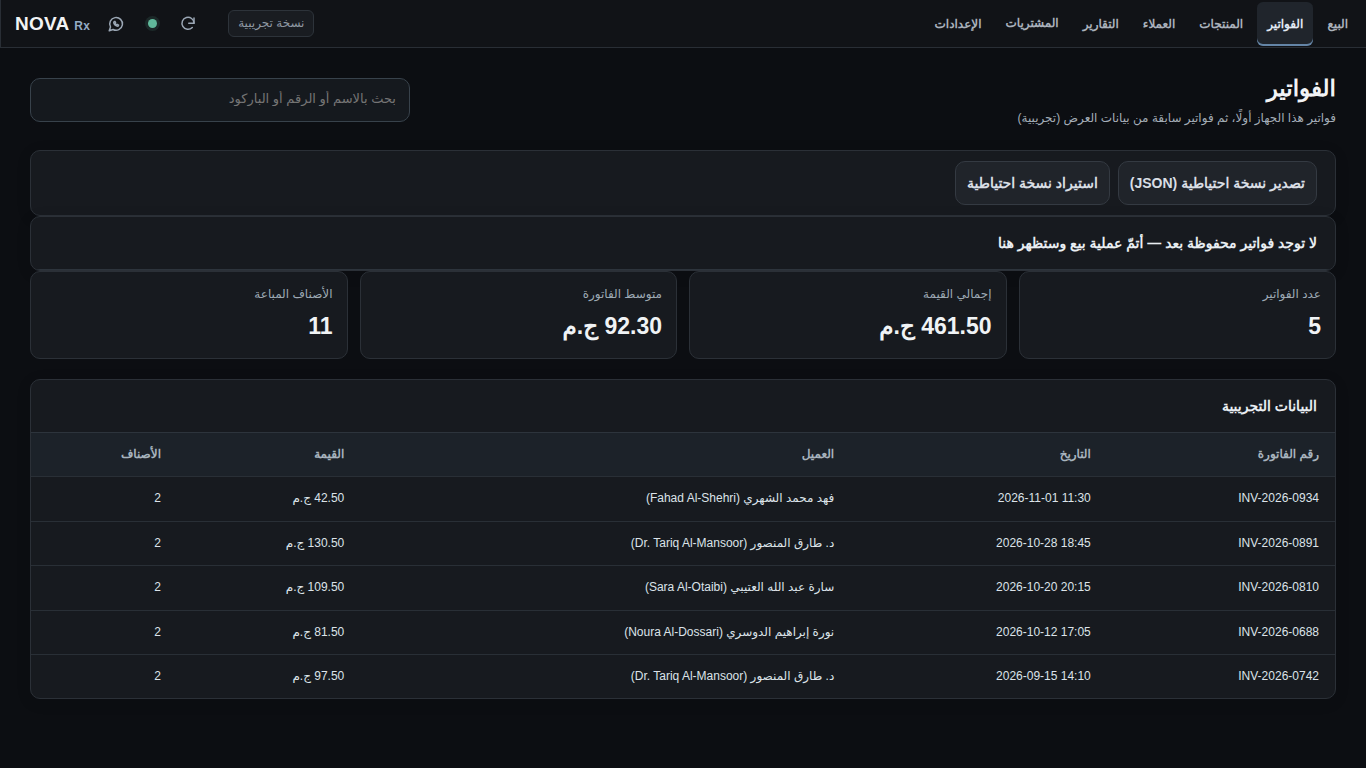 البيع
الفواتير
المنتجات
العملاء
التقارير
المشتريات
الإعدادات
نسخة تجريبية
NOVA Rx
الفواتير
فواتير هذا الجهاز أولًا، ثم فواتير سابقة من بيانات العرض (تجريبية)
بحث بالاسم أو الرقم أو الباركود
تصدير نسخة احتياطية (JSON)
استيراد نسخة احتياطية
لا توجد فواتير محفوظة بعد — أتمّ عملية بيع وستظهر هنا
عدد الفواتير
5
إجمالي القيمة
461.50 ج.م
متوسط الفاتورة
92.30 ج.م
الأصناف المباعة
11
البيانات التجريبية
رقم الفاتورة التاريخ العميل القيمة الأصناف
INV-2026-0934 2026-11-01 11:30 فهد محمد الشهري (Fahad Al-Shehri) 42.50 ج.م 2
INV-2026-0891 2026-10-28 18:45 د. طارق المنصور (Dr. Tariq Al-Mansoor) 130.50 ج.م 2
INV-2026-0810 2026-10-20 20:15 سارة عبد الله العتيبي (Sara Al-Otaibi) 109.50 ج.م 2
INV-2026-0688 2026-10-12 17:05 نورة إبراهيم الدوسري (Noura Al-Dossari) 81.50 ج.م 2
INV-2026-0742 2026-09-15 14:10 د. طارق المنصور (Dr. Tariq Al-Mansoor) 97.50 ج.م 2